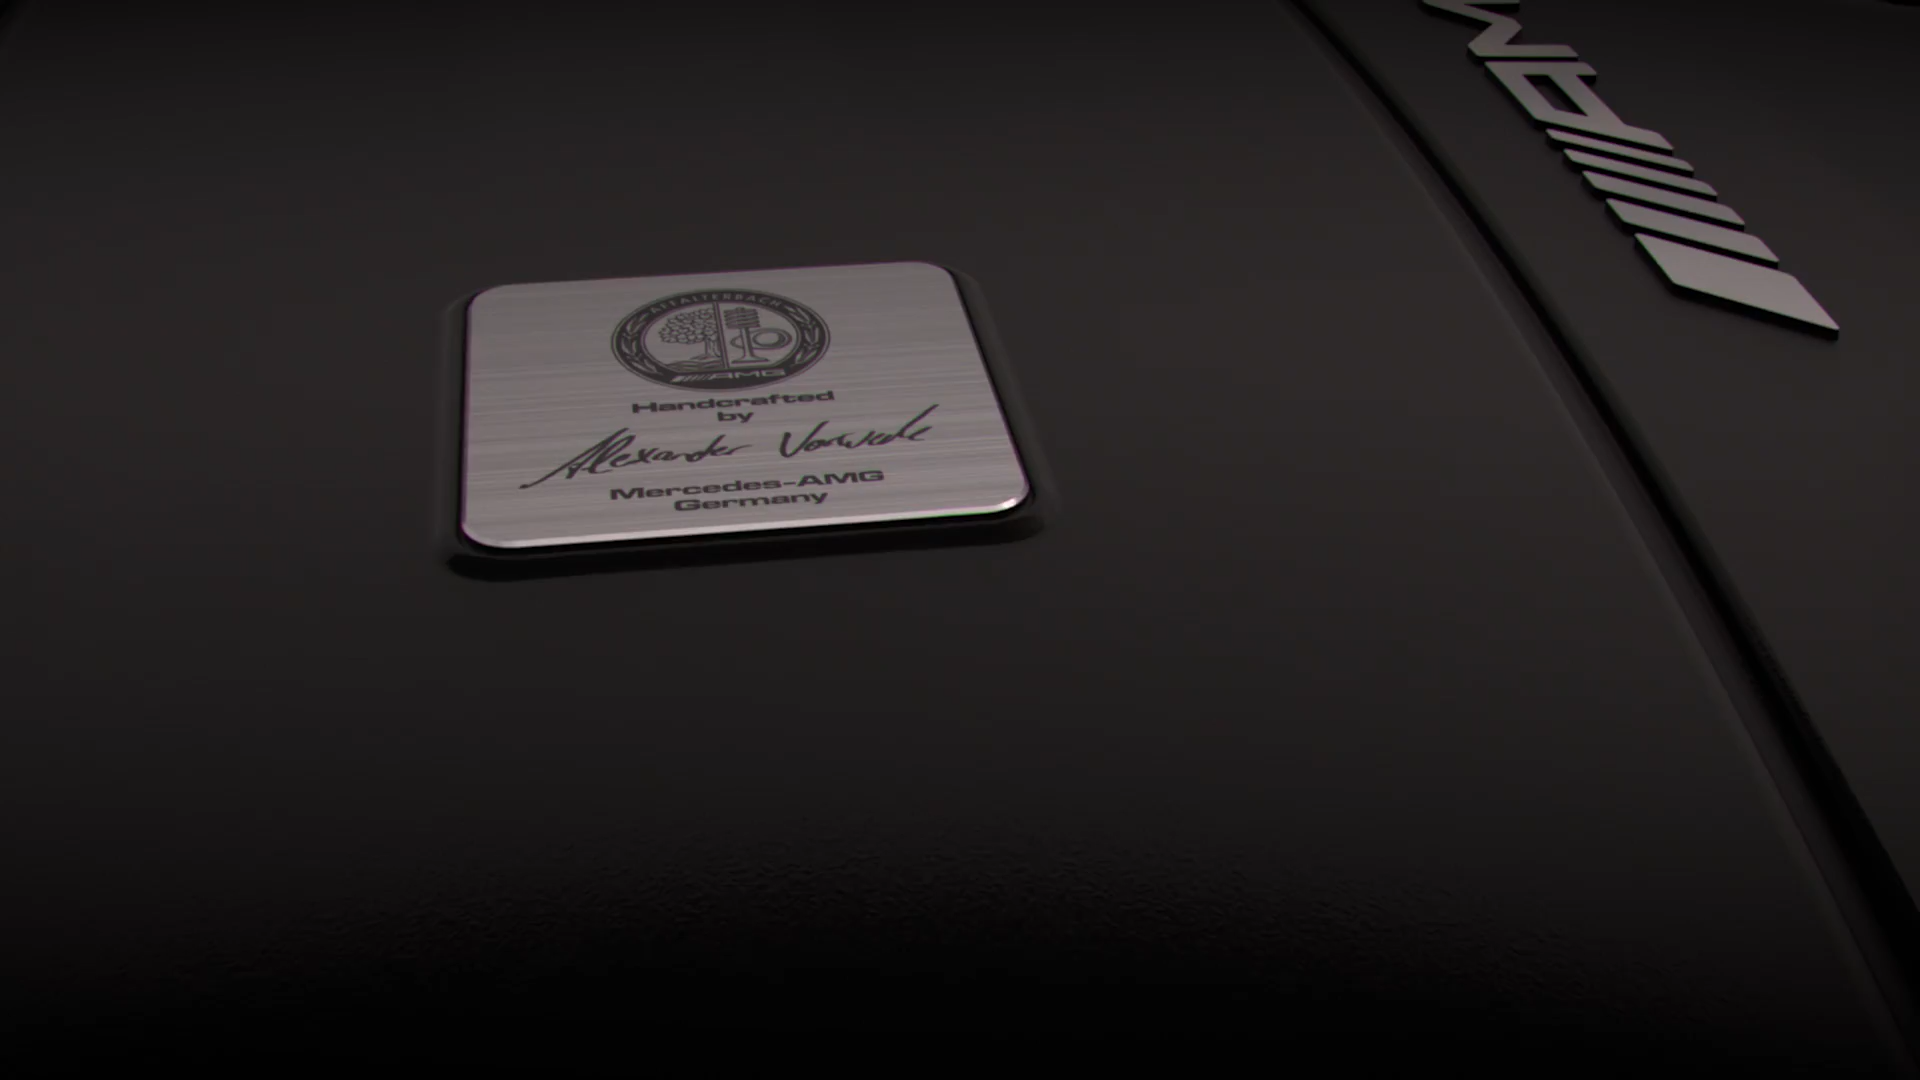 AFFALTERBACH
AMG
Handcrafted
by
Alexander Vorwerk
Mercedes-AMG
Germany
AMG